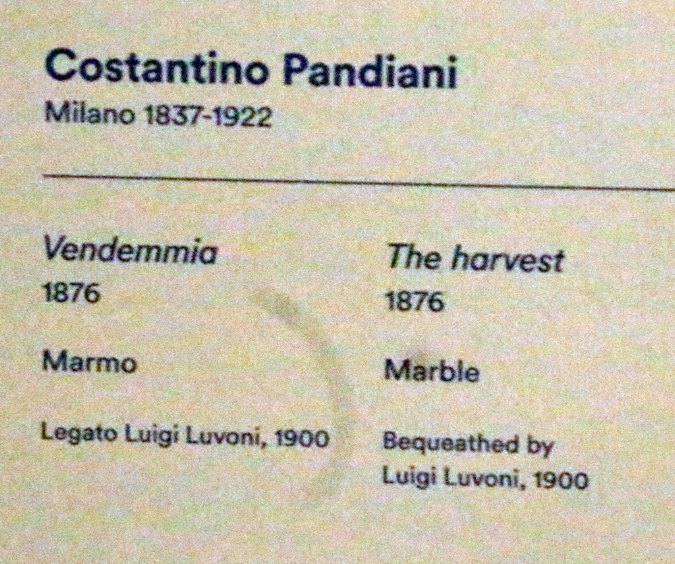 Costantino Pandiani
Milano 1837-1922
Vendemmia
1876
Marmo
Legato Luigi Luvoni, 1900
The harvest
1876
Marble
Bequeathed by
Luigi Luvoni, 1900